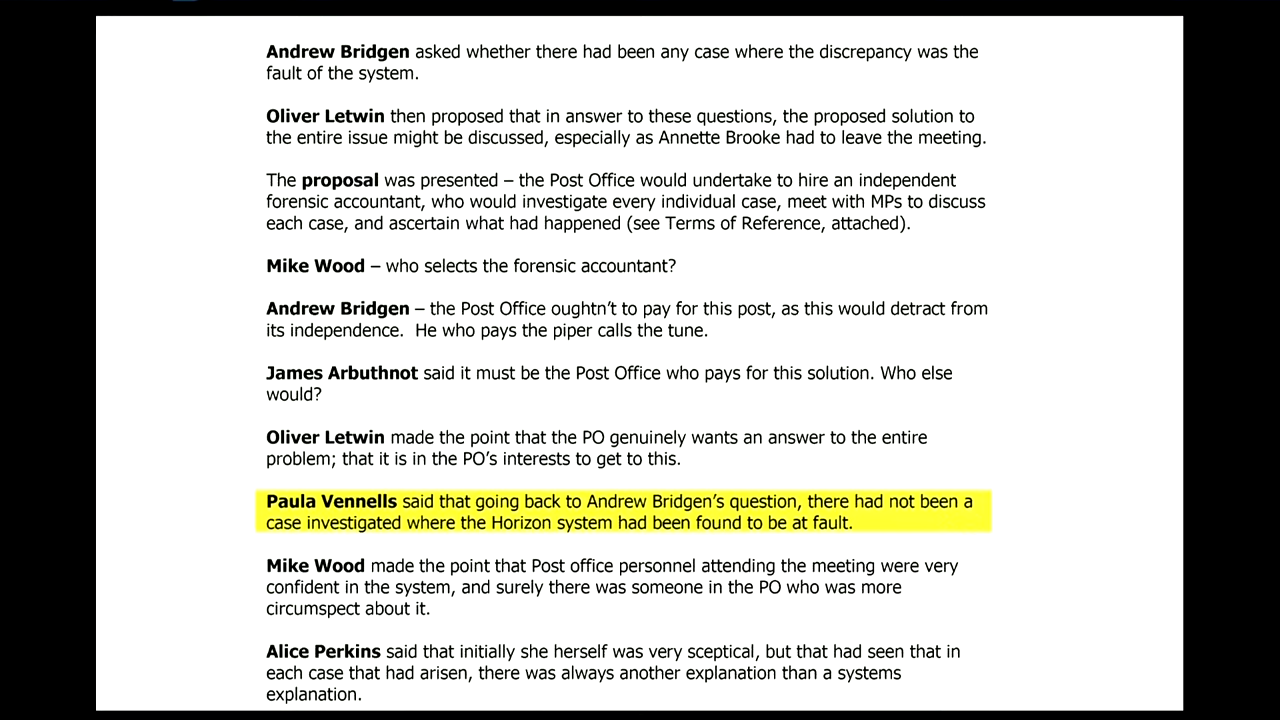 Andrew Bridgen asked whether there had been any case where the discrepancy was the
fault of the system.
Oliver Letwin then proposed that in answer to these questions, the proposed solution to
the entire issue might be discussed, especially as Annette Brooke had to leave the meeting.
The proposal was presented – the Post Office would undertake to hire an independent
forensic accountant, who would investigate every individual case, meet with MPs to discuss
each case, and ascertain what had happened (see Terms of Reference, attached).
Mike Wood – who selects the forensic accountant?
Andrew Bridgen – the Post Office oughtn’t to pay for this post, as this would detract from
its independence.  He who pays the piper calls the tune.
James Arbuthnot said it must be the Post Office who pays for this solution. Who else
would?
Oliver Letwin made the point that the PO genuinely wants an answer to the entire
problem; that it is in the PO’s interests to get to this.
Paula Vennells said that going back to Andrew Bridgen’s question, there had not been a
case investigated where the Horizon system had been found to be at fault.
Mike Wood made the point that Post office personnel attending the meeting were very
confident in the system, and surely there was someone in the PO who was more
circumspect about it.
Alice Perkins said that initially she herself was very sceptical, but that had seen that in
each case that had arisen, there was always another explanation than a systems
explanation.